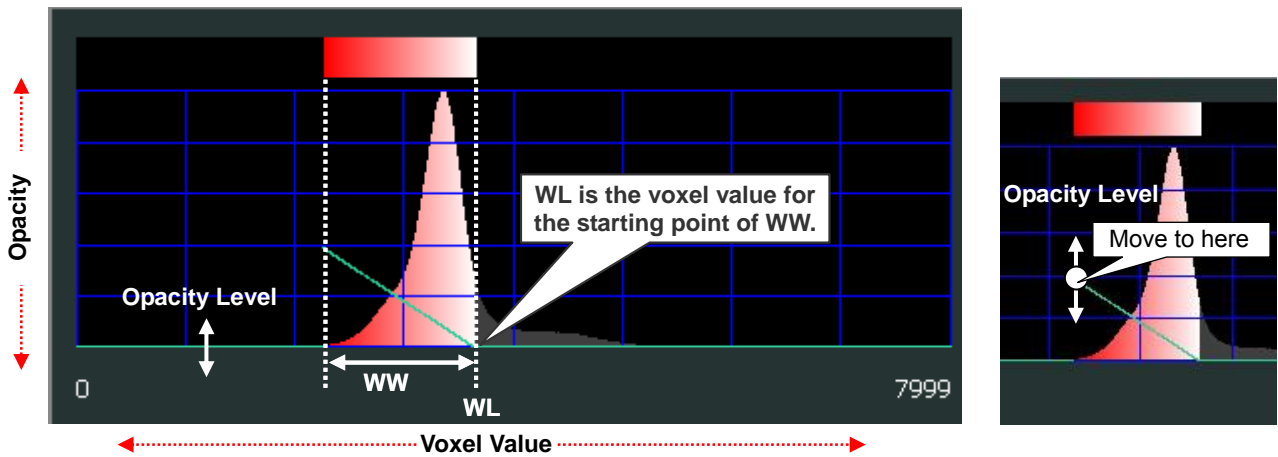 Opacity
WL is the voxel value for
the starting point of WW.
Opacity Level
WW
0
7999
WL
Voxel Value
Opacity Level
Move to here